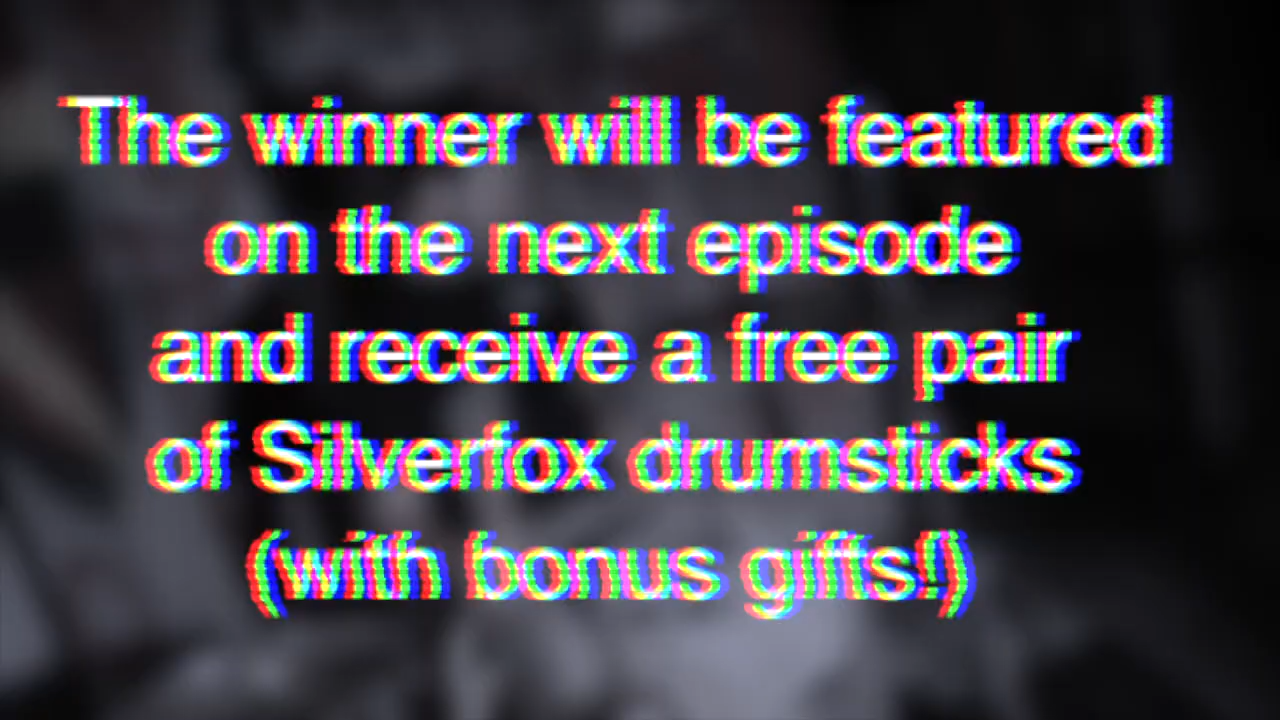 The winner will be featured
on the next episode
and receive a free pair
of Silverfox drumsticks
(with bonus gifts!)